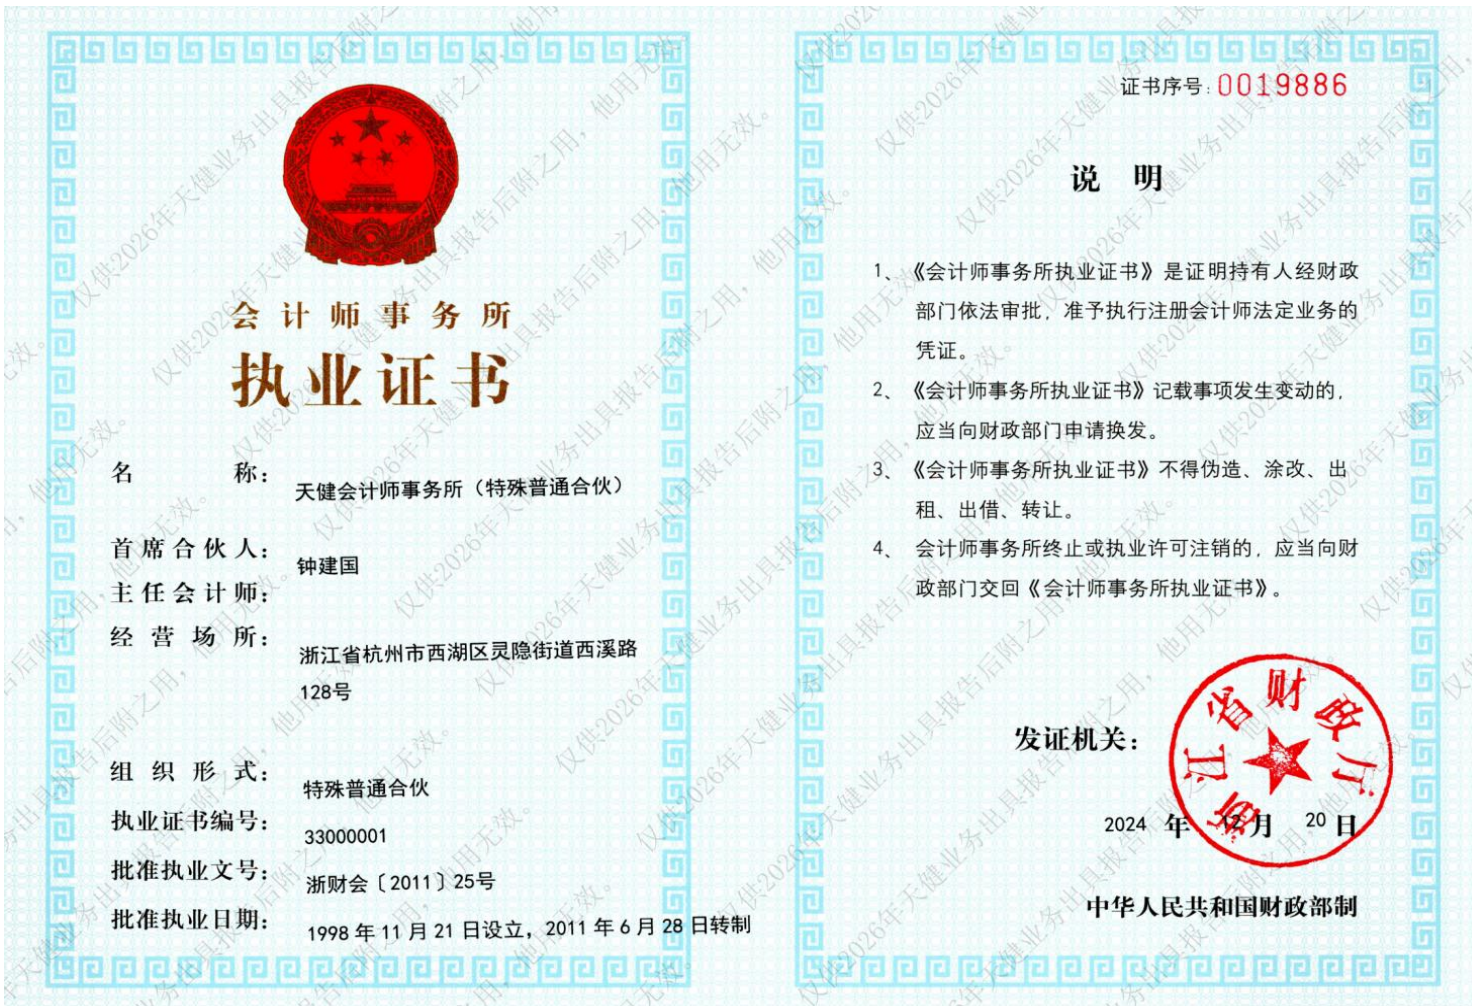 会计师事务所
执业证书
名称：
天健会计师事务所（特殊普通合伙）
首席合伙人：
钟建国
主任会计师：
经营场所：
浙江省杭州市西湖区灵隐街道西溪路
128号
组织形式：
特殊普通合伙
执业证书编号：
33000001
批准执业文号：
浙财会〔2011〕25号
批准执业日期：
1998年11月21日设立，2011年6月28日转制
证书序号：0019886
说明
1、《会计师事务所执业证书》是证明持有人经财政
部门依法审批，准予执行注册会计师法定业务的
凭证。
2、《会计师事务所执业证书》记载事项发生变动的，
应当向财政部门申请换发。
3、《会计师事务所执业证书》不得伪造、涂改、出
租、出借、转让。
4、会计师事务所终止或执业许可注销的，应当向财
政部门交回《会计师事务所执业证书》。
发证机关：
浙江省财政厅
2024年12月20日
中华人民共和国财政部制
仅供2026年天健业务出具报告后附之用，他用无效。